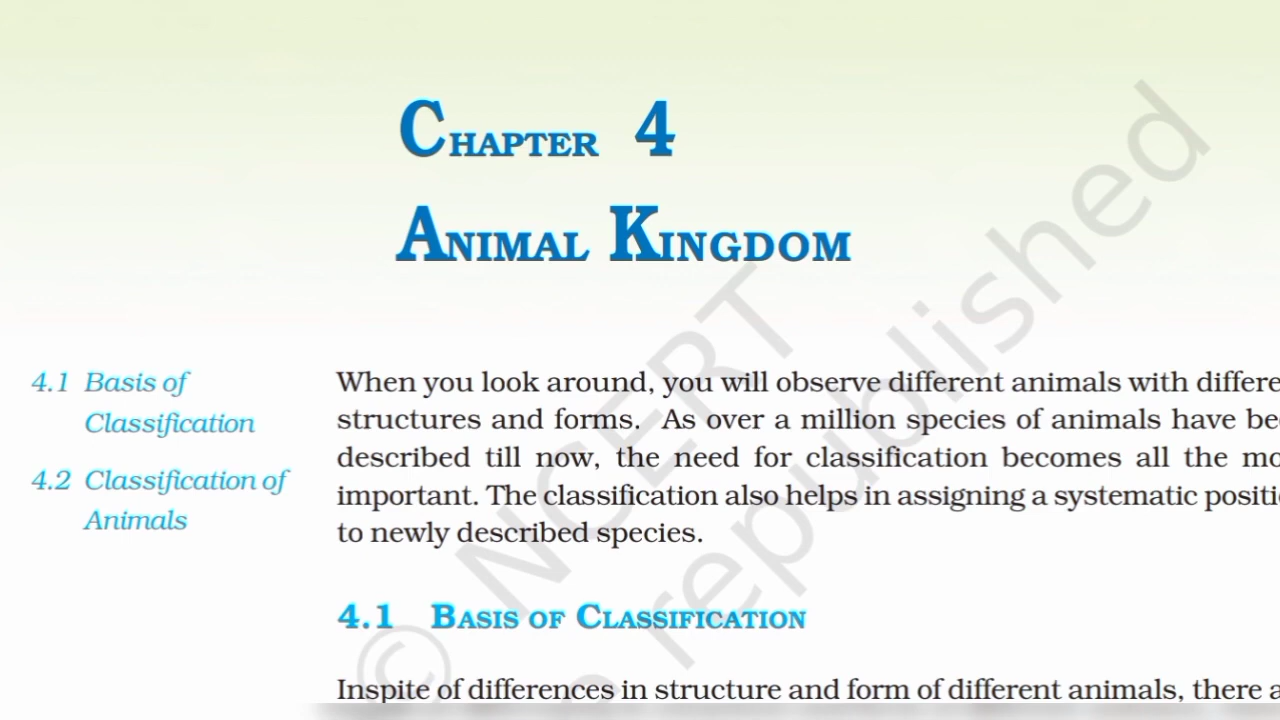 CHAPTER 4
ANIMAL KINGDOM
4.1 Basis of
Classification
4.2 Classification of
Animals
When you look around, you will observe different animals with differe
structures and forms. As over a million species of animals have be
described till now, the need for classification becomes all the mo
important. The classification also helps in assigning a systematic positi
to newly described species.
4.1 BASIS OF CLASSIFICATION
Inspite of differences in structure and form of different animals, there a
© NCERT
republished